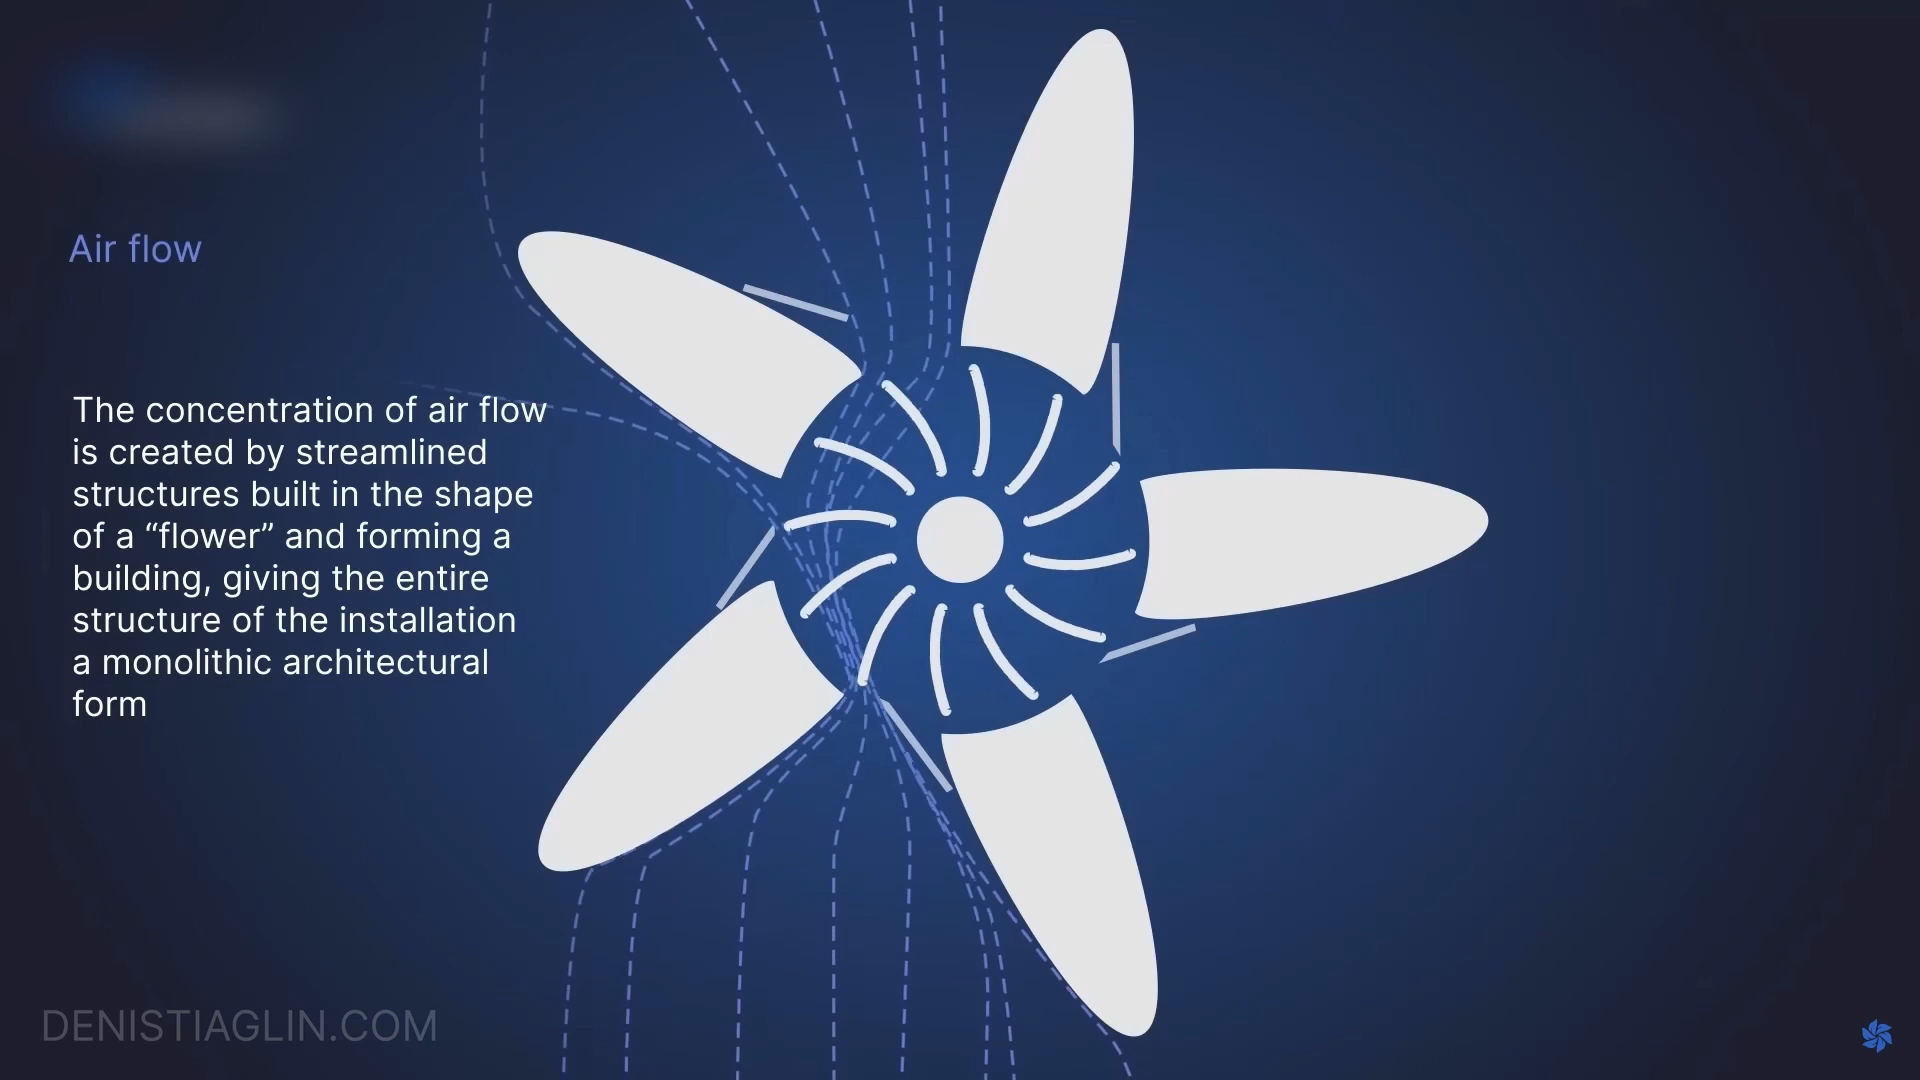 Air flow
The concentration of air flow
is created by streamlined
structures built in the shape
of a “flower” and forming a
building, giving the entire
structure of the installation
a monolithic architectural
form
DENISTIAGLIN.COM